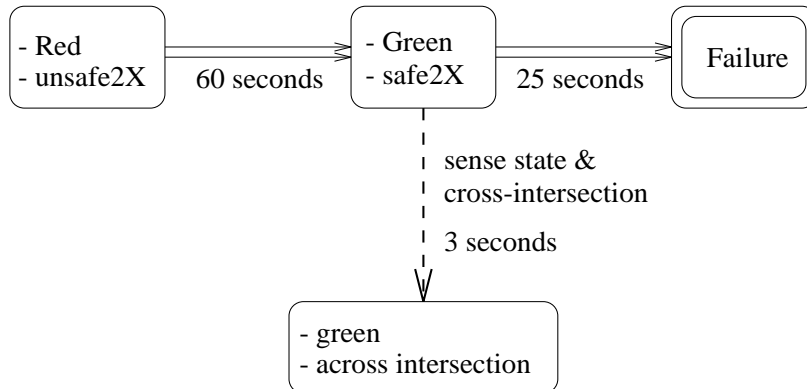 - Red
- unsafe2X
60 seconds
- Green
- safe2X
25 seconds
Failure
sense state &
cross-intersection
3 seconds
- green
- across intersection